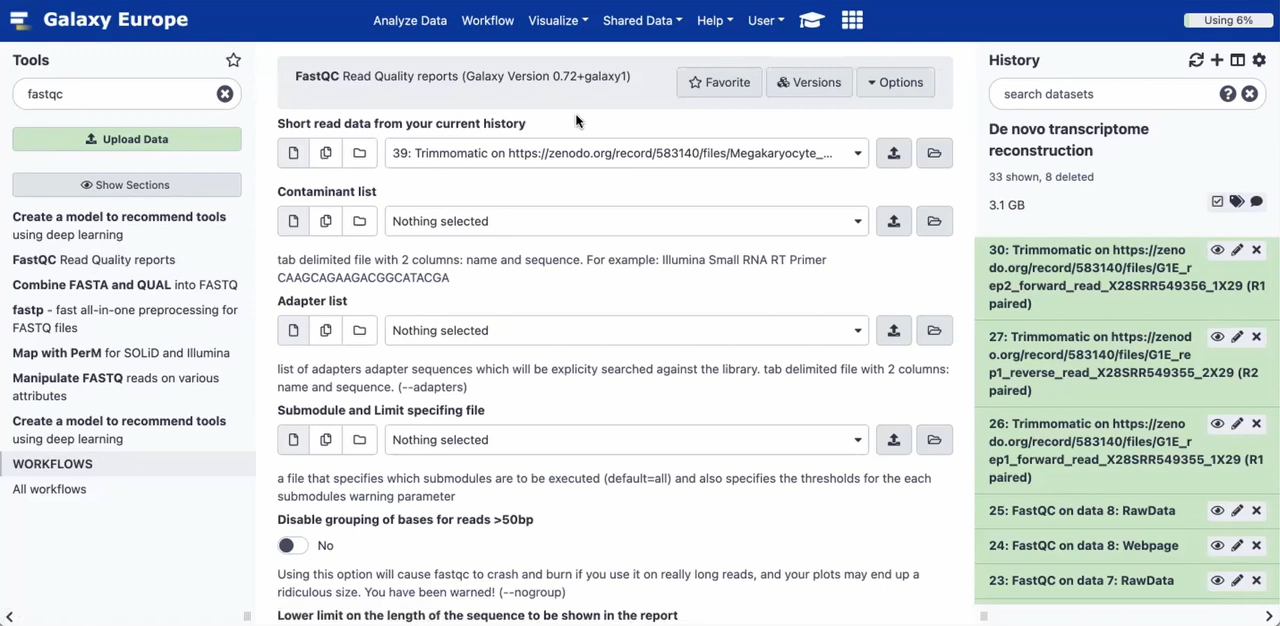 Galaxy Europe
Analyze Data Workflow Visualize Shared Data Help User
Using 6%
Tools
fastqc
Upload Data
Show Sections
Create a model to recommend tools
using deep learning
FastQC Read Quality reports
Combine FASTA and QUAL into FASTQ
fastp - fast all-in-one preprocessing for
FASTQ files
Map with PerM for SOLiD and Illumina
Manipulate FASTQ reads on various
attributes
Create a model to recommend tools
using deep learning
WORKFLOWS
All workflows
FastQC Read Quality reports (Galaxy Version 0.72+galaxy1)
Favorite
Versions
Options
Short read data from your current history
39: Trimmomatic on https://zenodo.org/record/583140/files/Megakaryocyte_...
Contaminant list
Nothing selected
tab delimited file with 2 columns: name and sequence. For example: Illumina Small RNA RT Primer
CAAGCAGAAGACGGCATACGA
Adapter list
Nothing selected
list of adapters adapter sequences which will be explicity searched against the library. tab delimited file with 2 columns:
name and sequence. (--adapters)
Submodule and Limit specifing file
Nothing selected
a file that specifies which submodules are to be executed (default=all) and also specifies the thresholds for the each
submodules warning parameter
Disable grouping of bases for reads >50bp
No
Using this option will cause fastqc to crash and burn if you use it on really long reads, and your plots may end up a
ridiculous size. You have been warned! (--nogroup)
Lower limit on the length of the sequence to be shown in the report
History
search datasets
De novo transcriptome
reconstruction
33 shown, 8 deleted
3.1 GB
30: Trimmomatic on https://zeno
do.org/record/583140/files/G1E_r
ep2_forward_read_X28SRR549356_1X29 (R1
paired)
27: Trimmomatic on https://zenod
o.org/record/583140/files/G1E_re
p1_reverse_read_X28SRR549355_2X29 (R2
paired)
26: Trimmomatic on https://zeno
do.org/record/583140/files/G1E_r
ep1_forward_read_X28SRR549355_1X29 (R1
paired)
25: FastQC on data 8: RawData
24: FastQC on data 8: Webpage
23: FastQC on data 7: RawData